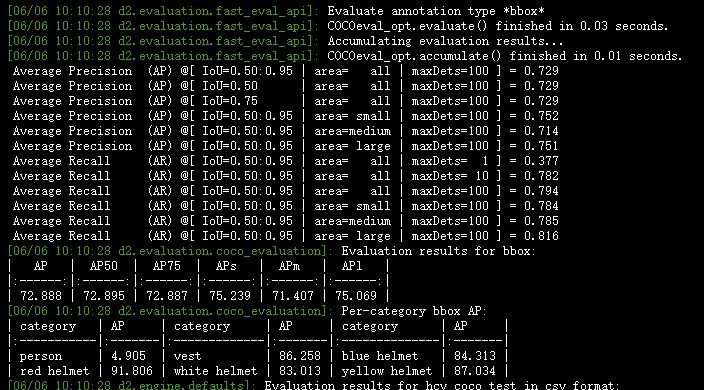 [06/06 10:10:28 d2.evaluation.fast_eval_api]: Evaluate annotation type *bbox*
[06/06 10:10:28 d2.evaluation.fast_eval_api]: COCOeval_opt.evaluate() finished in 0.03 seconds.
[06/06 10:10:28 d2.evaluation.fast_eval_api]: Accumulating evaluation results...
[06/06 10:10:28 d2.evaluation.fast_eval_api]: COCOeval_opt.accumulate() finished in 0.01 seconds.
Average Precision (AP) @[ IoU=0.50:0.95 | area= all | maxDets=100 ] = 0.729
Average Precision (AP) @[ IoU=0.50 | area= all | maxDets=100 ] = 0.729
Average Precision (AP) @[ IoU=0.75 | area= all | maxDets=100 ] = 0.729
Average Precision (AP) @[ IoU=0.50:0.95 | area= small | maxDets=100 ] = 0.752
Average Precision (AP) @[ IoU=0.50:0.95 | area=medium | maxDets=100 ] = 0.714
Average Precision (AP) @[ IoU=0.50:0.95 | area= large | maxDets=100 ] = 0.751
Average Recall (AR) @[ IoU=0.50:0.95 | area= all | maxDets= 1 ] = 0.377
Average Recall (AR) @[ IoU=0.50:0.95 | area= all | maxDets= 10 ] = 0.782
Average Recall (AR) @[ IoU=0.50:0.95 | area= all | maxDets=100 ] = 0.794
Average Recall (AR) @[ IoU=0.50:0.95 | area= small | maxDets=100 ] = 0.784
Average Recall (AR) @[ IoU=0.50:0.95 | area=medium | maxDets=100 ] = 0.785
Average Recall (AR) @[ IoU=0.50:0.95 | area= large | maxDets=100 ] = 0.816
[06/06 10:10:28 d2.evaluation.coco_evaluation]: Evaluation results for bbox:
| AP | AP50 | AP75 | APs | APm | APl |
|:------:|:------:|:------:|:------:|:------:|:------:|
| 72.888 | 72.895 | 72.887 | 75.239 | 71.407 | 75.069 |
[06/06 10:10:28 d2.evaluation.coco_evaluation]: Per-category bbox AP:
| category | AP | category | AP | category | AP |
|:-----------|:-------|:-------------|:-------|:--------------|:-------|
| person | 4.905 | vest | 86.258 | blue helmet | 84.313 |
| red helmet | 91.806 | white helmet | 83.013 | yellow helmet | 87.034 |
[06/06 10:10:28 d2.engine.defaults]: Evaluation results for hcy_coco_test in csv format: